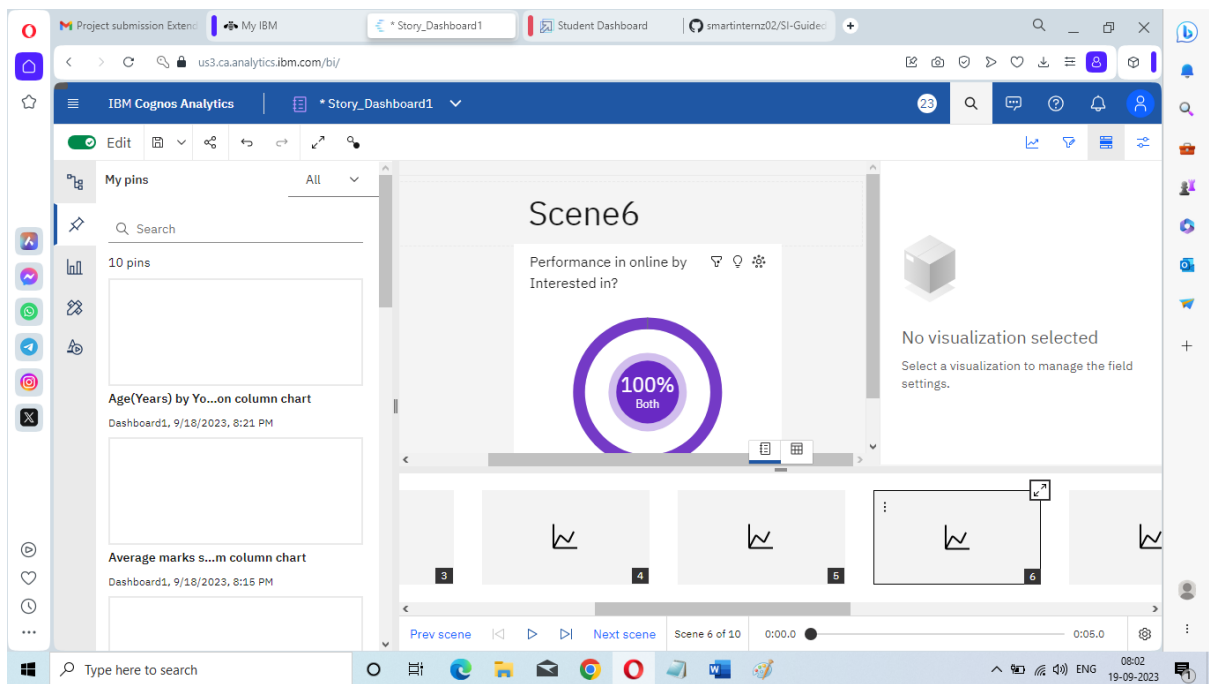 Project submission Extend
My IBM
* Story_Dashboard1
Student Dashboard
smartinternz02/SI-Guided
us3.ca.analytics.ibm.com/bi/
IBM Cognos Analytics
* Story_Dashboard1
23
Edit
My pins
All
Search
10 pins
Age(Years) by Yo...on column chart
Dashboard1, 9/18/2023, 8:21 PM
Average marks s...m column chart
Dashboard1, 9/18/2023, 8:15 PM
Scene6
Performance in online by
Interested in?
100%
Both
No visualization selected
Select a visualization to manage the field
settings.
3
4
5
6
Prev scene
Next scene
Scene 6 of 10
0:00.0
0:05.0
Type here to search
ENG
08:02
19-09-2023
1